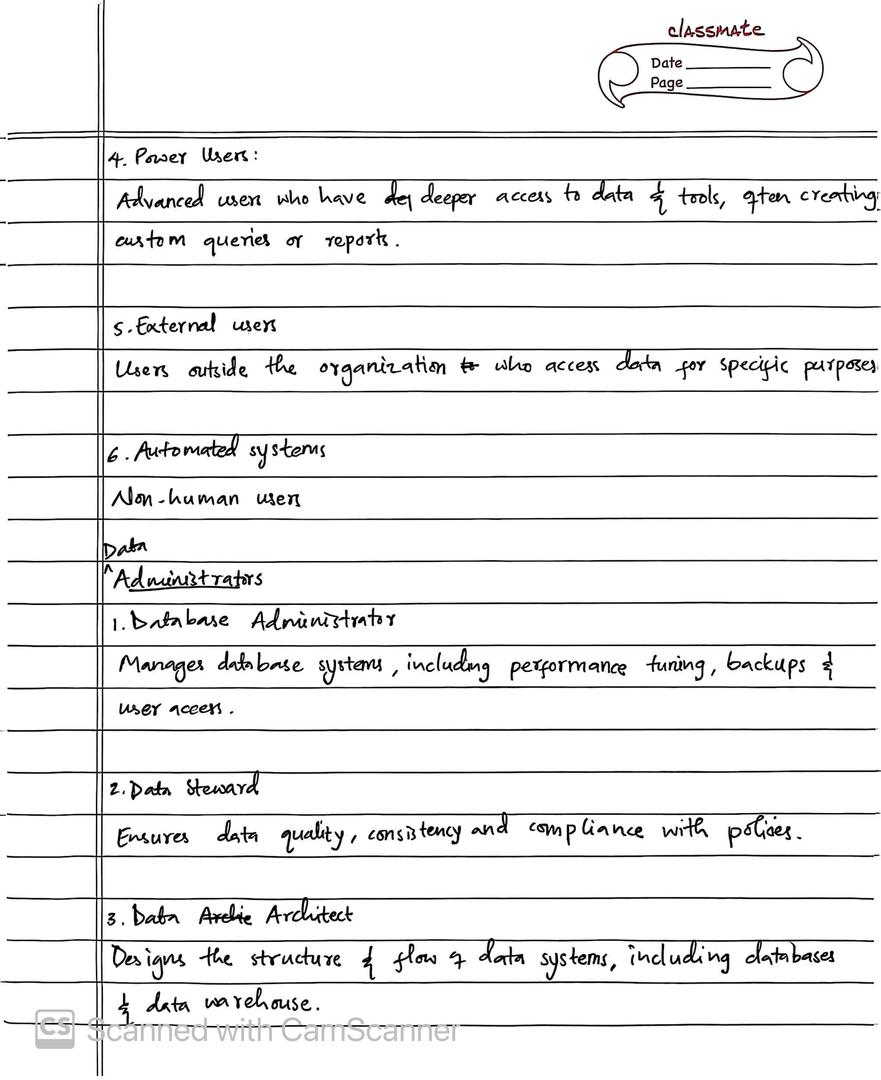 classmate
Date
Page
4. Power Users:
Advanced users who have deeper access to data & tools, often creating
custom queries or reports.
5. External users
Users outside the organization who access data for specific purposes.
6. Automated systems
Non-human users
Data
^Administrators
1. Database Administrator
Manages database systems, including performance tuning, backups &
user access.
2. Data Steward
Ensures data quality, consistency and compliance with policies.
3. Data Archie Architect
Designs the structure & flow of data systems, including databases
& data warehouse.
CS Scanned with CamScanner